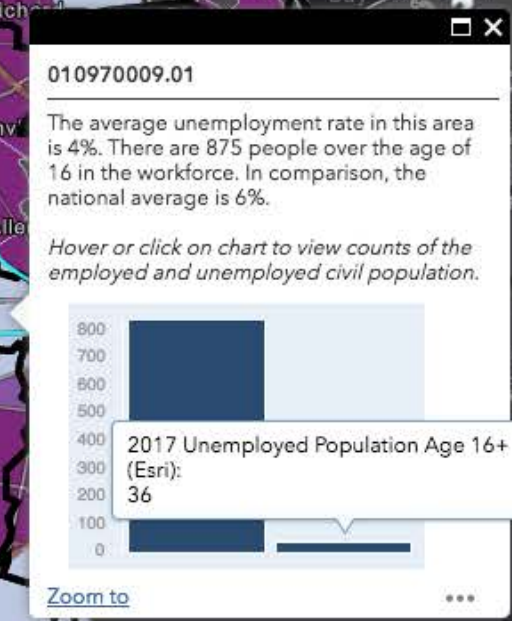 010970009.01
The average unemployment rate in this area
is 4%. There are 875 people over the age of
16 in the workforce. In comparison, the
national average is 6%.
Hover or click on chart to view counts of the
employed and unemployed civil population.
800
700
600
500
400
300
200
100
0
2017 Unemployed Population Age 16+
(Esri):
36
Zoom to